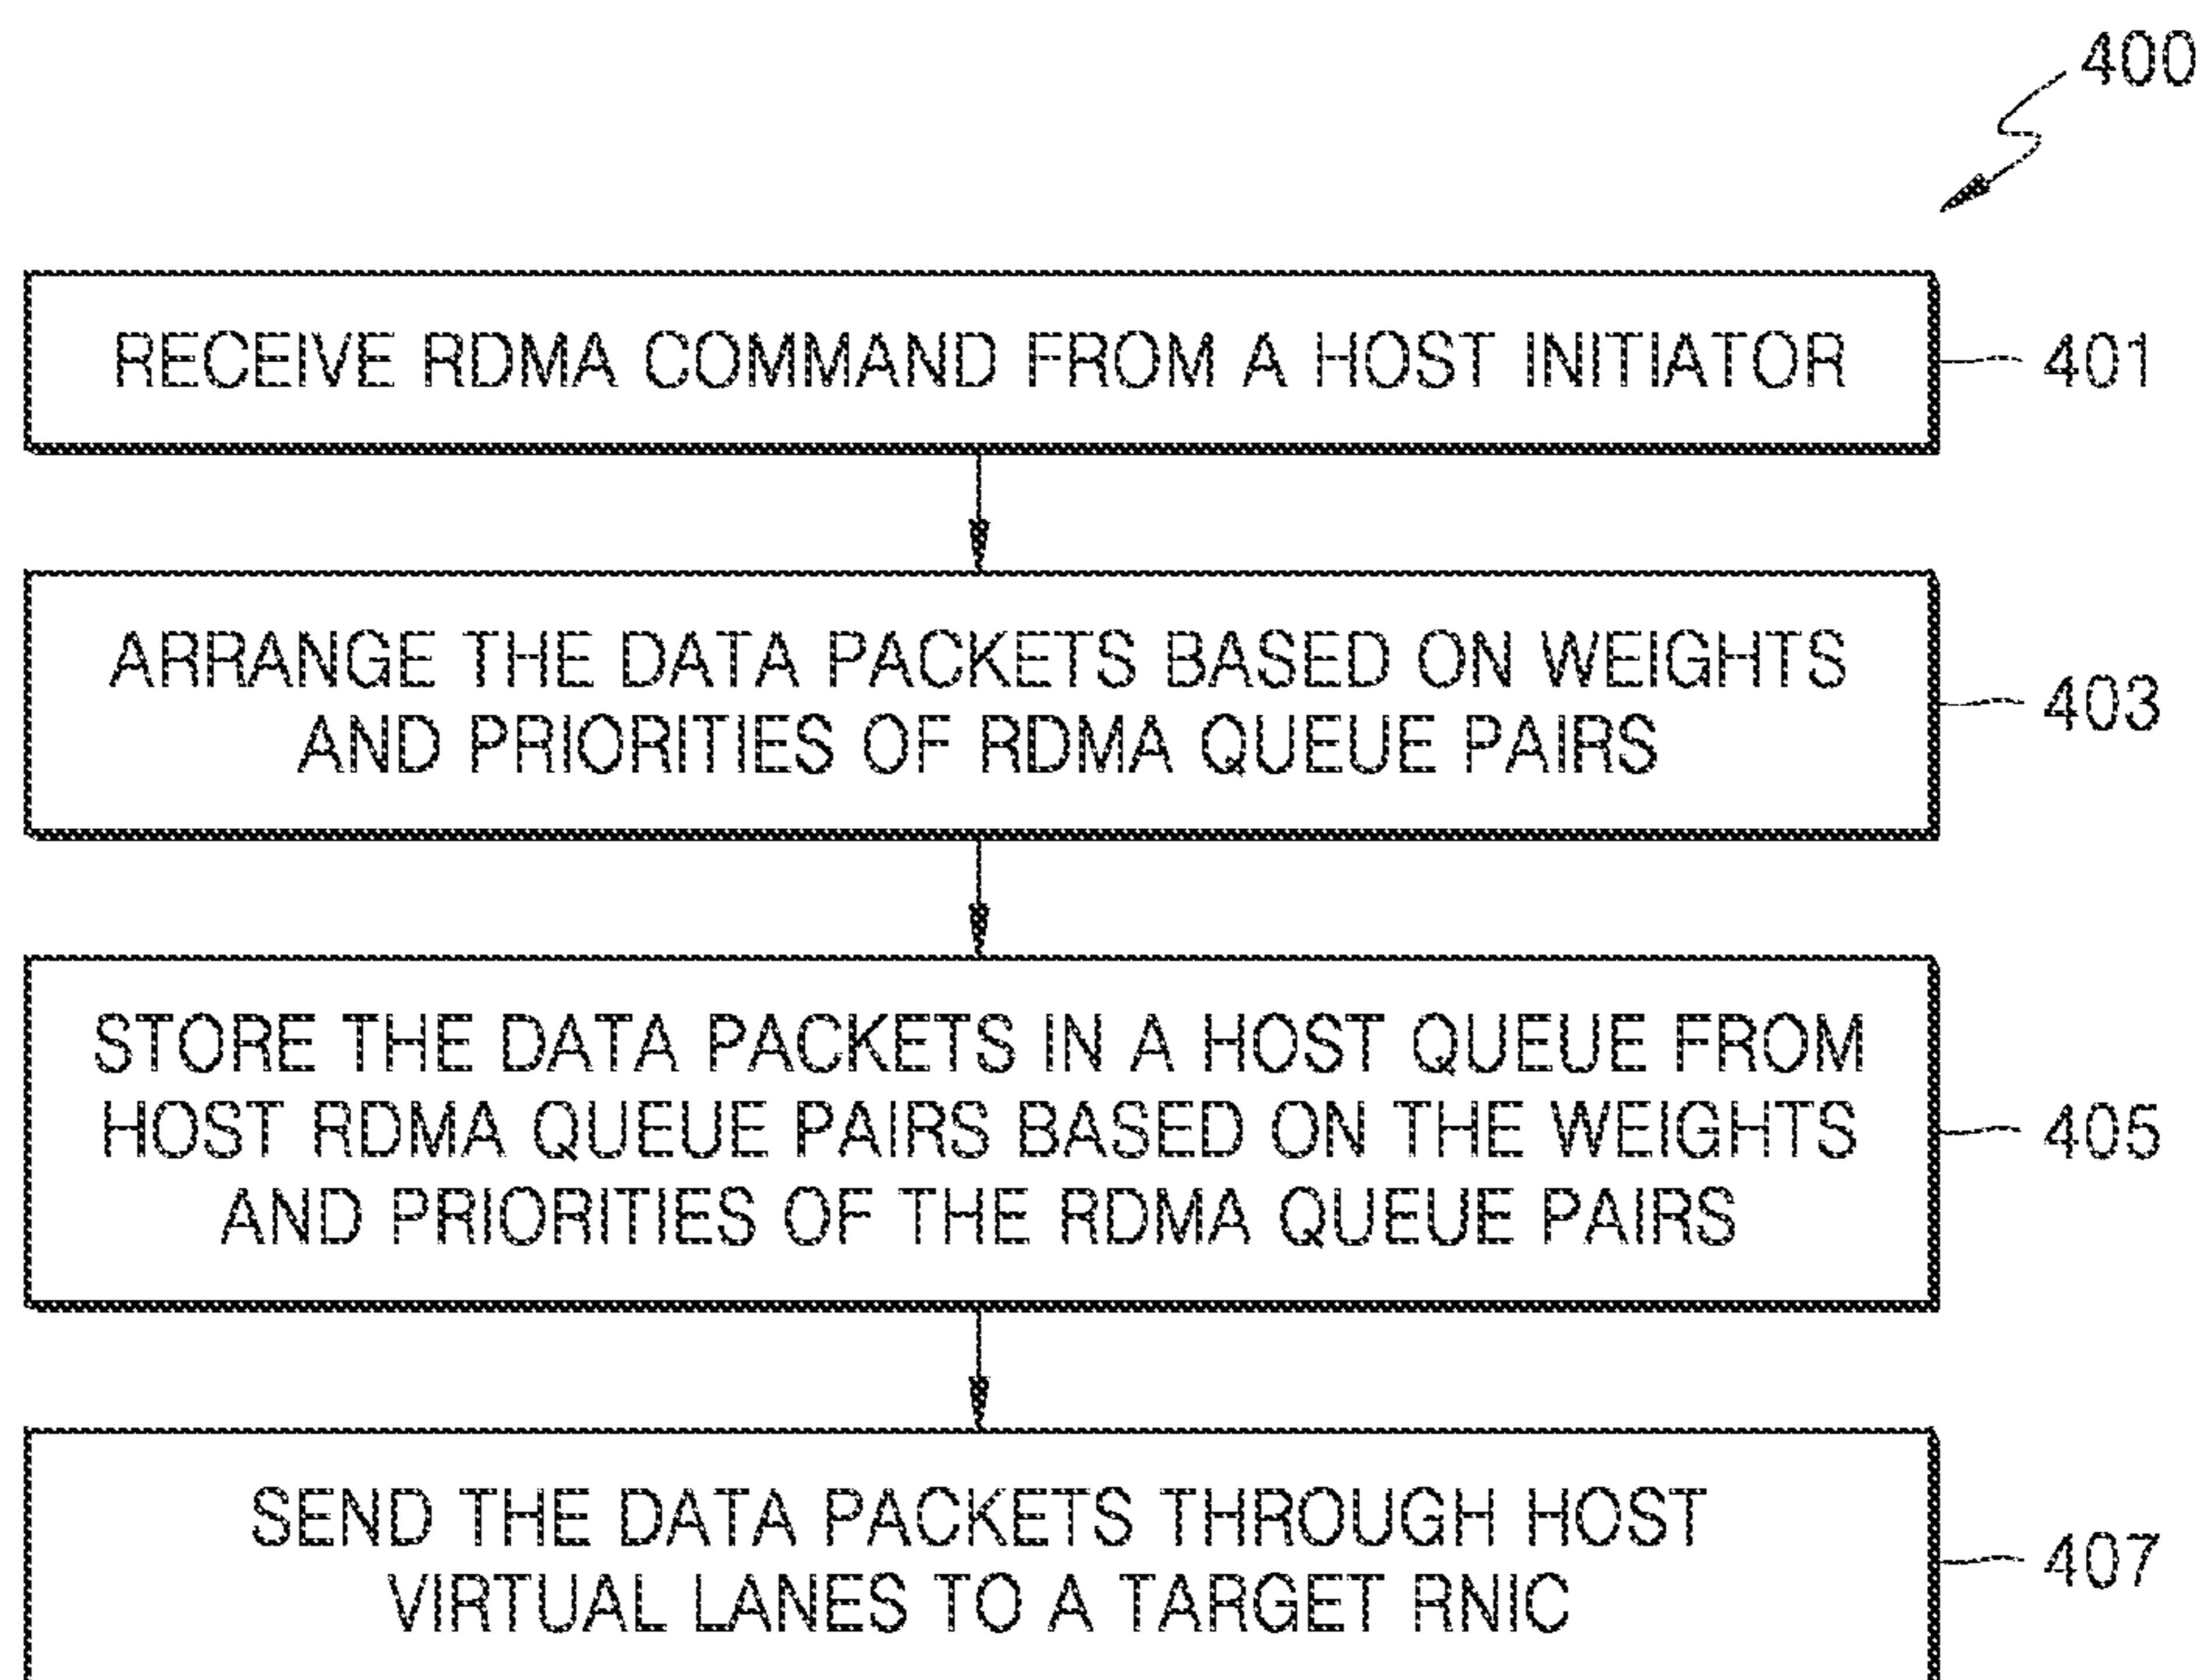 400
RECEIVE RDMA COMMAND FROM A HOST INITIATOR
401
ARRANGE THE DATA PACKETS BASED ON WEIGHTS
AND PRIORITIES OF RDMA QUEUE PAIRS
403
STORE THE DATA PACKETS IN A HOST QUEUE FROM
HOST RDMA QUEUE PAIRS BASED ON THE WEIGHTS
AND PRIORITIES OF THE RDMA QUEUE PAIRS
405
SEND THE DATA PACKETS THROUGH HOST
VIRTUAL LANES TO A TARGET RNIC
407